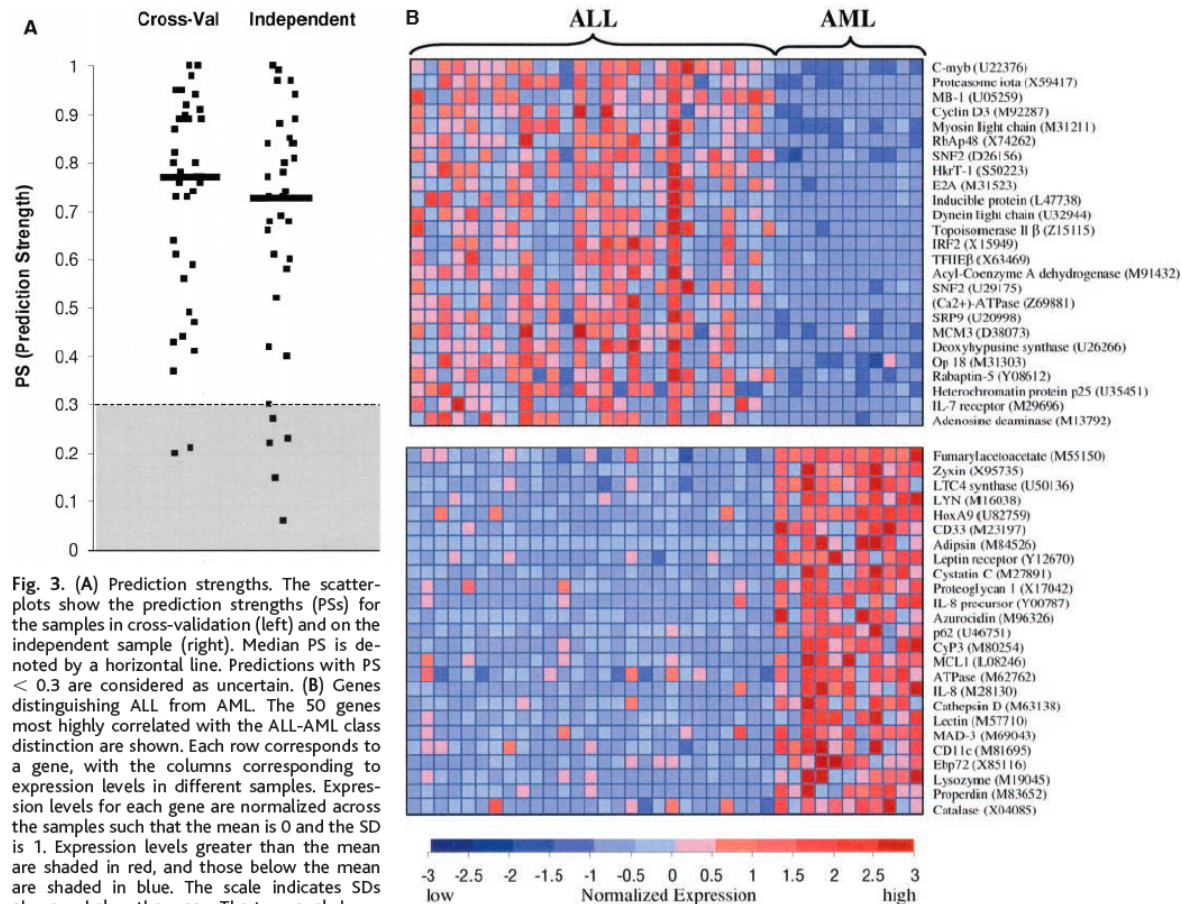 A
Cross-Val
Independent
PS (Prediction Strength)
1
0.9
0.8
0.7
0.6
0.5
0.4
0.3
0.2
0.1
0
Fig. 3. (A) Prediction strengths. The scatter-
plots show the prediction strengths (PSs) for
the samples in cross-validation (left) and on the
independent sample (right). Median PS is de-
noted by a horizontal line. Predictions with PS
< 0.3 are considered as uncertain. (B) Genes
distinguishing ALL from AML. The 50 genes
most highly correlated with the ALL-AML class
distinction are shown. Each row corresponds to
a gene, with the columns corresponding to
expression levels in different samples. Expres-
sion levels for each gene are normalized across
the samples such that the mean is 0 and the SD
is 1. Expression levels greater than the mean
are shaded in red, and those below the mean
are shaded in blue. The scale indicates SDs
B
ALL
AML
C-myb (U22376)
Proteasome iota (X59417)
MB-1 (U05259)
Cyclin D3 (M92287)
Myosin light chain (M31211)
RbAp48 (X74262)
SNF2 (D26156)
HkrT-1 (S50223)
E2A (M31523)
Inducible protein (L47738)
Dynein light chain (U32944)
Topoisomerase II β (Z15115)
IRF2 (X15949)
TFIIEβ (X63469)
Acyl-Coenzyme A dehydrogenase (M91432)
SNF2 (U29175)
(Ca2+)-ATPase (Z69881)
SRP9 (U20998)
MCM3 (D38073)
Deoxyhypusine synthase (U26266)
Op 18 (M31303)
Rabaptin-5 (Y08612)
Heterochromatin protein p25 (U35451)
IL-7 receptor (M29696)
Adenosine deaminase (M13792)
Fumarylacetoacetate (M55150)
Zyxin (X95735)
LTC4 synthase (U50136)
LYN (M16038)
HoxA9 (U82759)
CD33 (M23197)
Adipsin (M84526)
Leptin receptor (Y12670)
Cystatin C (M27891)
Proteoglycan 1 (X17042)
IL-8 precursor (Y00787)
Azurocidin (M96326)
p62 (U46751)
CyP3 (M80254)
MCL1 (L08246)
ATPase (M62762)
IL-8 (M28130)
Cathepsin D (M63138)
Lectin (M57710)
MAD-3 (M69043)
CD11c (M81695)
Ebp72 (X85116)
Lysozyme (M19045)
Properdin (M83652)
Catalase (X04085)
-3 -2.5 -2 -1.5 -1 -0.5 0 0.5 1 1.5 2 2.5 3
low Normalized Expression high